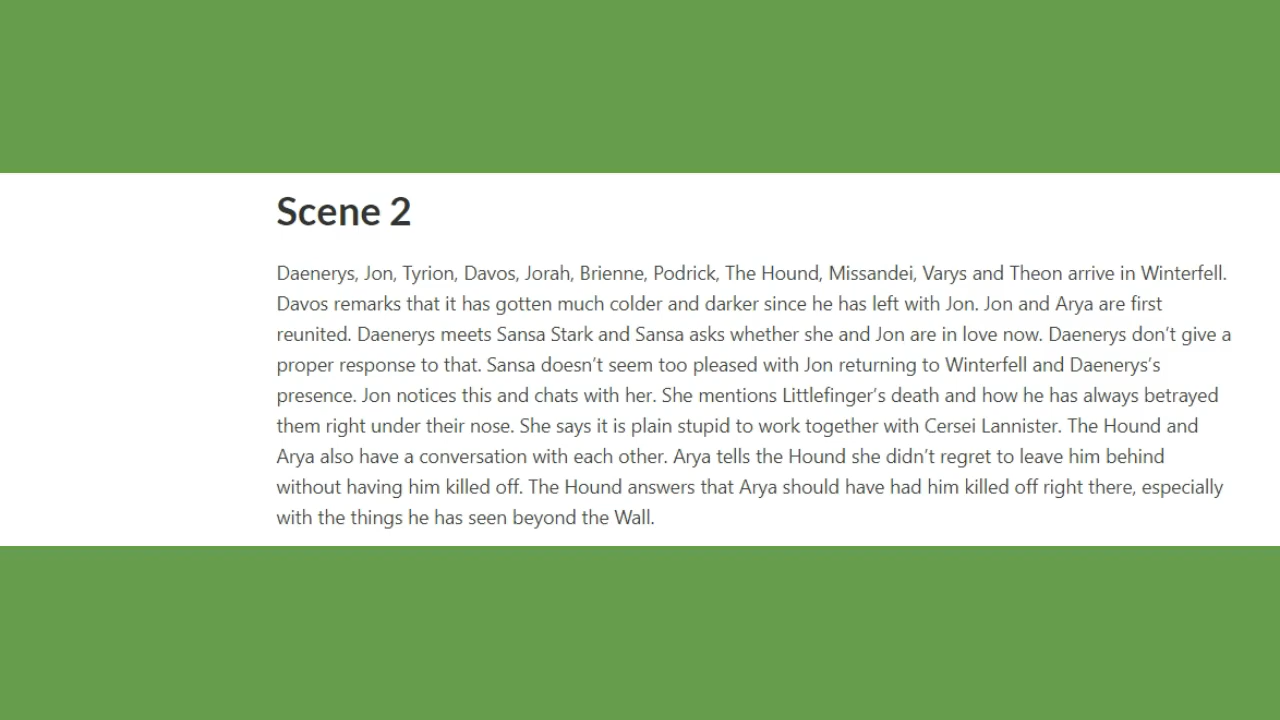 Scene 2
Daenerys, Jon, Tyrion, Davos, Jorah, Brienne, Podrick, The Hound, Missandei, Varys and Theon arrive in Winterfell.
Davos remarks that it has gotten much colder and darker since he has left with Jon. Jon and Arya are first
reunited. Daenerys meets Sansa Stark and Sansa asks whether she and Jon are in love now. Daenerys don’t give a
proper response to that. Sansa doesn’t seem too pleased with Jon returning to Winterfell and Daenerys’s
presence. Jon notices this and chats with her. She mentions Littlefinger’s death and how he has always betrayed
them right under their nose. She says it is plain stupid to work together with Cersei Lannister. The Hound and
Arya also have a conversation with each other. Arya tells the Hound she didn’t regret to leave him behind
without having him killed off. The Hound answers that Arya should have had him killed off right there, especially
with the things he has seen beyond the Wall.